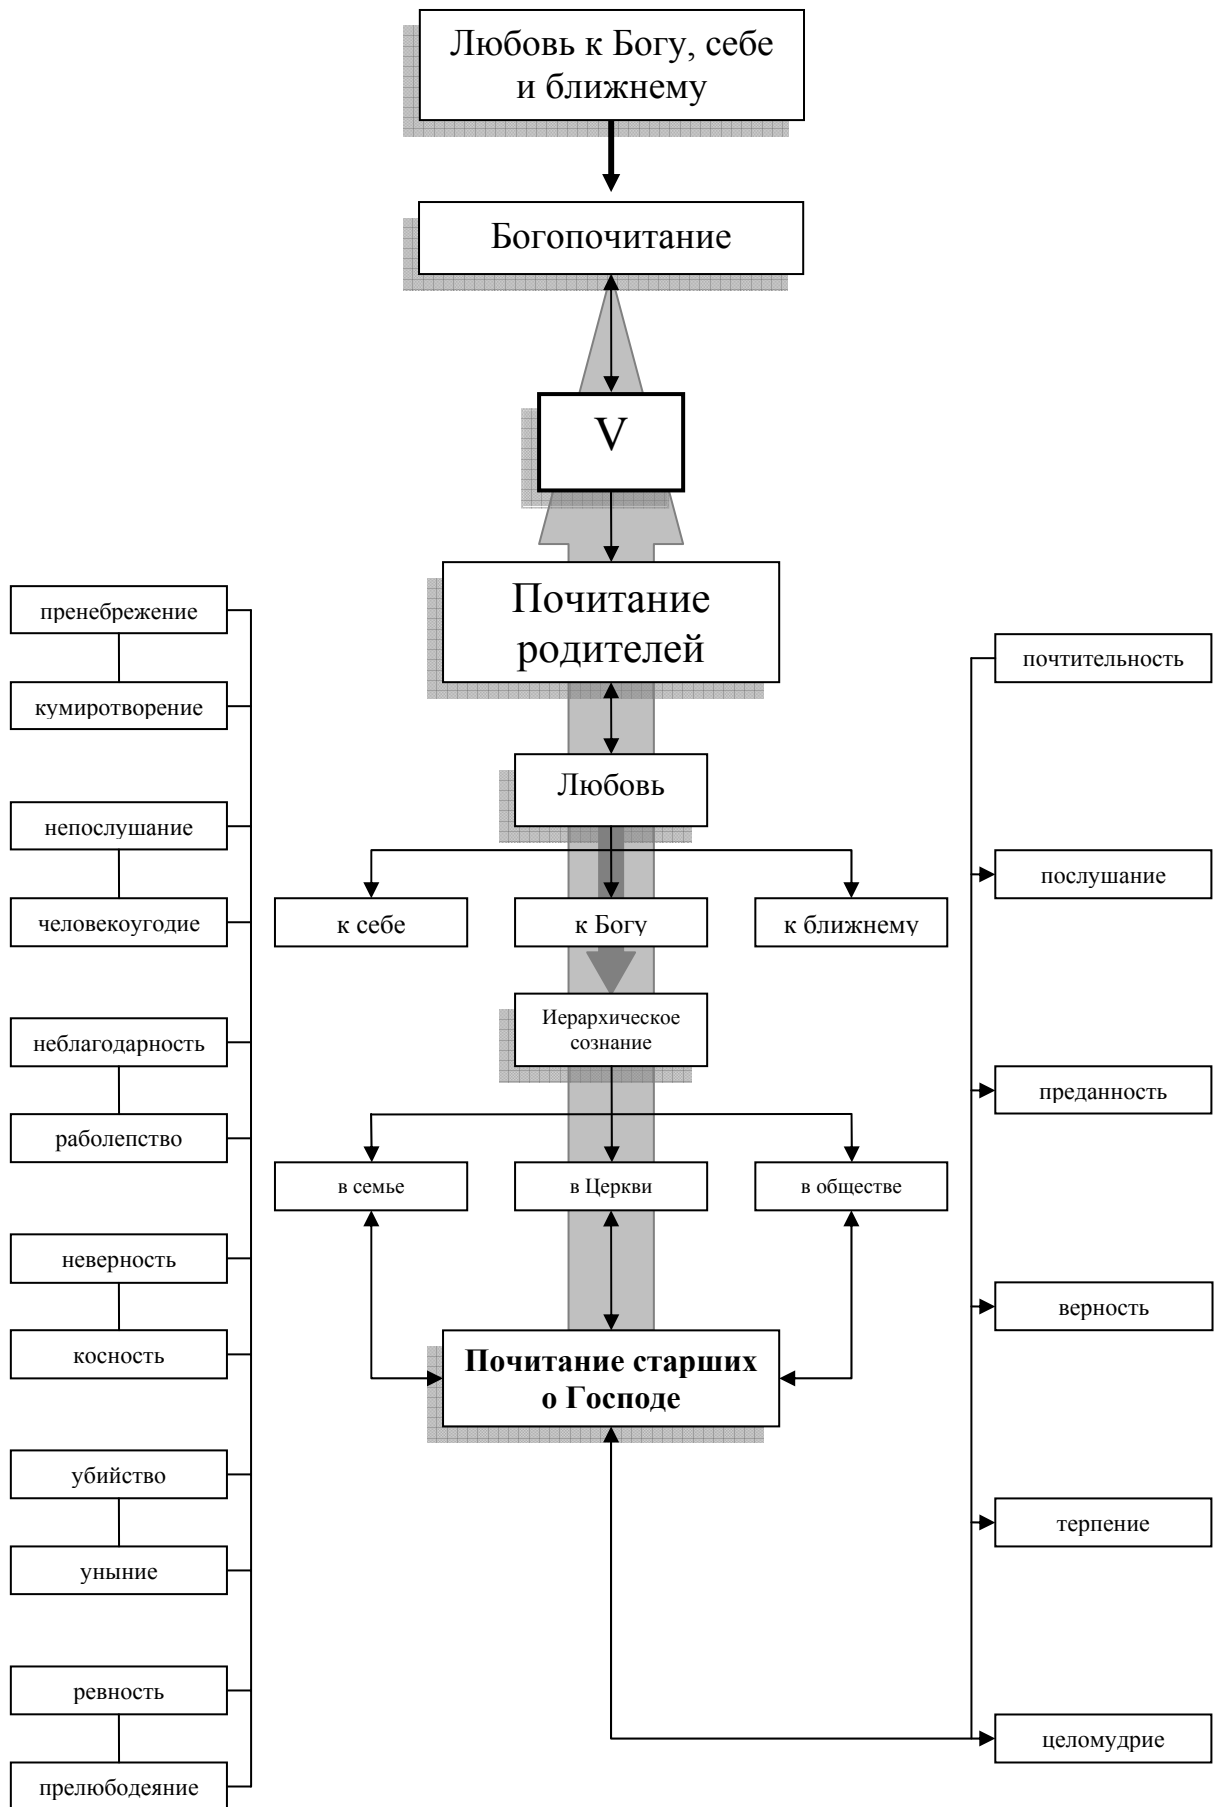 Любовь к Богу, себе
и ближнему
Богопочитание
V
Почитание
родителей
пренебрежение
почтительность
кумиротворение
Любовь
непослушание
послушание
человекоугодие
к себе
к Богу
к ближнему
Иерархическое
сознание
неблагодарность
преданность
раболепство
в семье
в Церкви
в обществе
неверность
верность
косность
Почитание старших
о Господе
убийство
терпение
уныние
ревность
целомудрие
прелюбодеяние